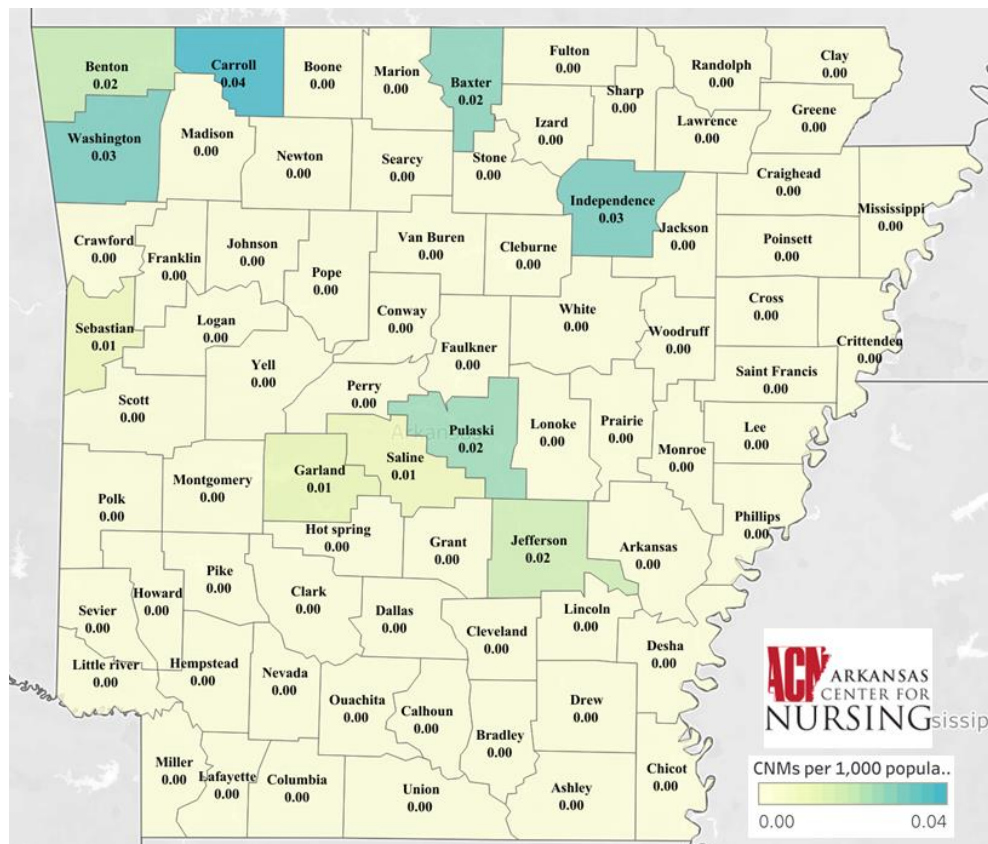 Benton
0.02
Carroll
0.04
Boone
0.00
Marion
0.00
Baxter
0.02
Fulton
0.00
Randolph
0.00
Clay
0.00
Washington
0.03
Madison
0.00
Newton
0.00
Searcy
0.00
Stone
0.00
Izard
0.00
Sharp
0.00
Lawrence
0.00
Greene
0.00
Independence
0.03
Craighead
0.00
Mississippi
0.00
Crawford
0.00
Franklin
0.00
Johnson
0.00
Pope
0.00
Van Buren
0.00
Cleburne
0.00
Jackson
0.00
Poinsett
0.00
Sebastian
0.01
Logan
0.00
Conway
0.00
White
0.00
Woodruff
0.00
Cross
0.00
Crittenden
0.00
Yell
0.00
Faulkner
0.00
Saint Francis
0.00
Scott
0.00
Perry
0.00
Arkansas
Pulaski
0.02
Lonoke
0.00
Prairie
0.00
Monroe
0.00
Lee
0.00
Polk
0.00
Montgomery
0.00
Garland
0.01
Saline
0.01
Phillips
0.00
Hot spring
0.00
Grant
0.00
Jefferson
0.02
Arkansas
0.00
Sevier
0.00
Howard
0.00
Pike
0.00
Clark
0.00
Dallas
0.00
Cleveland
0.00
Lincoln
0.00
Desha
0.00
Little river
0.00
Hempstead
0.00
Nevada
0.00
Ouachita
0.00
Calhoun
0.00
Bradley
0.00
Drew
0.00
Miller
0.00
Lafayette
0.00
Columbia
0.00
Union
0.00
Ashley
0.00
Chicot
0.00
ACN ARKANSAS
CENTER FOR
NURSING
sissip
CNMs per 1,000 popula..
0.00 0.04